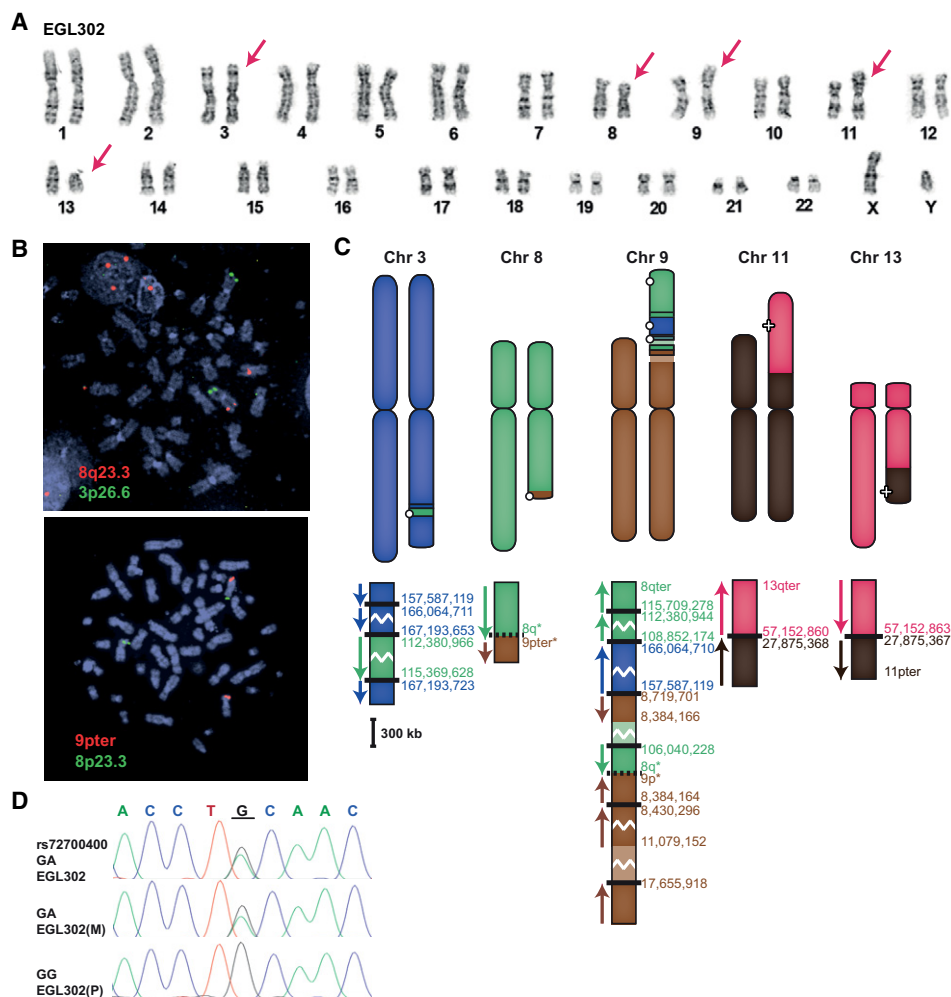 A
EGL302
1 2 3 4 5 6 7 8 9 10 11 12
13 14 15 16 17 18 19 20 21 22 X Y
B
8q23.3
3p26.6
9pter
8p23.3
C
Chr 3 Chr 8 Chr 9 Chr 11 Chr 13
157,587,119
166,064,711
167,193,653
112,380,966
115,369,628
167,193,723
300 kb
8q*
9pter*
8qter
115,709,278
112,380,944
108,852,174
166,064,710
157,587,119
8,719,701
8,384,166
106,040,228
8q*
9p*
8,384,164
8,430,296
11,079,152
17,655,918
13qter
57,152,860
27,875,368
57,152,863
27,875,367
11pter
D
A C C T G C A A C
rs72700400
GA
EGL302
GA
EGL302(M)
GG
EGL302(P)